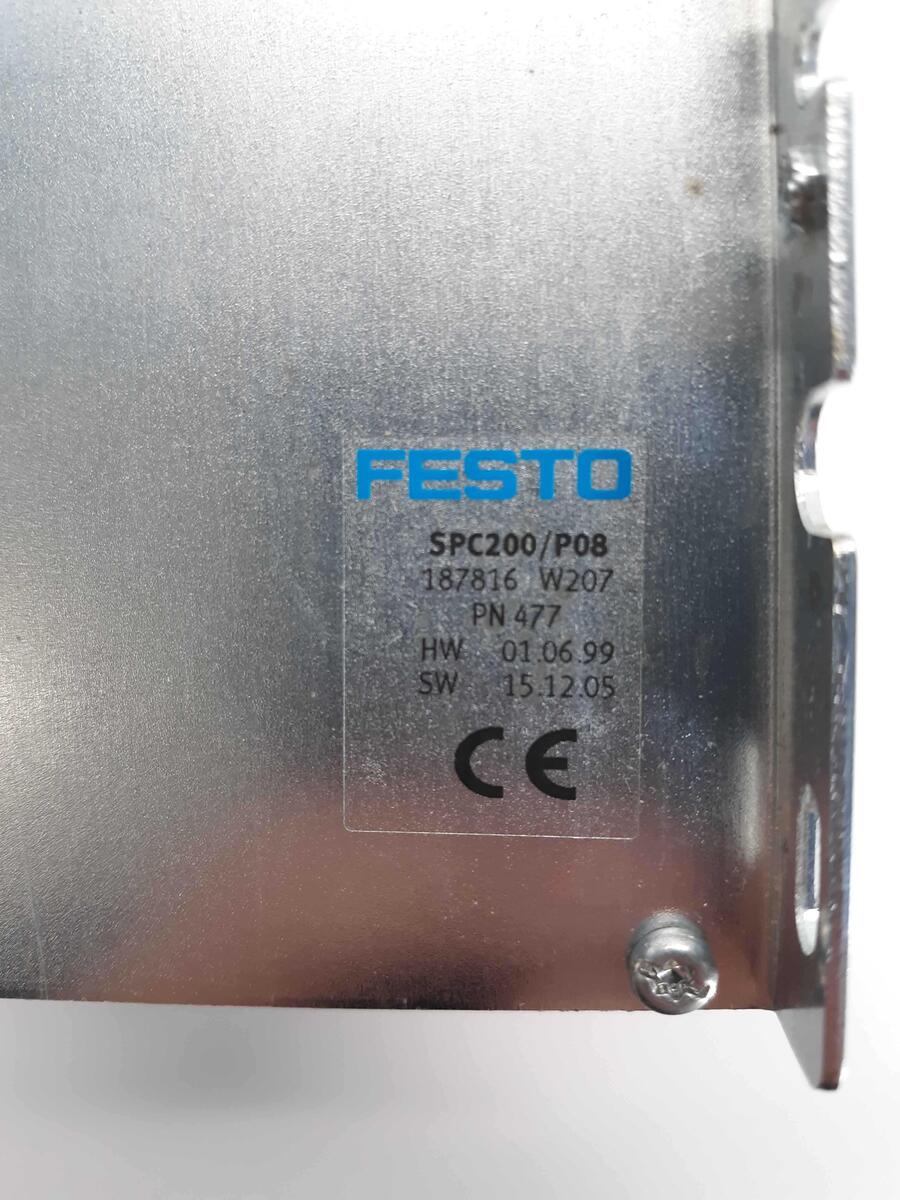 FESTO
SPC200/P08
187816 W207
PN 477
HW 01.06.99
SW 15.12.05
CE